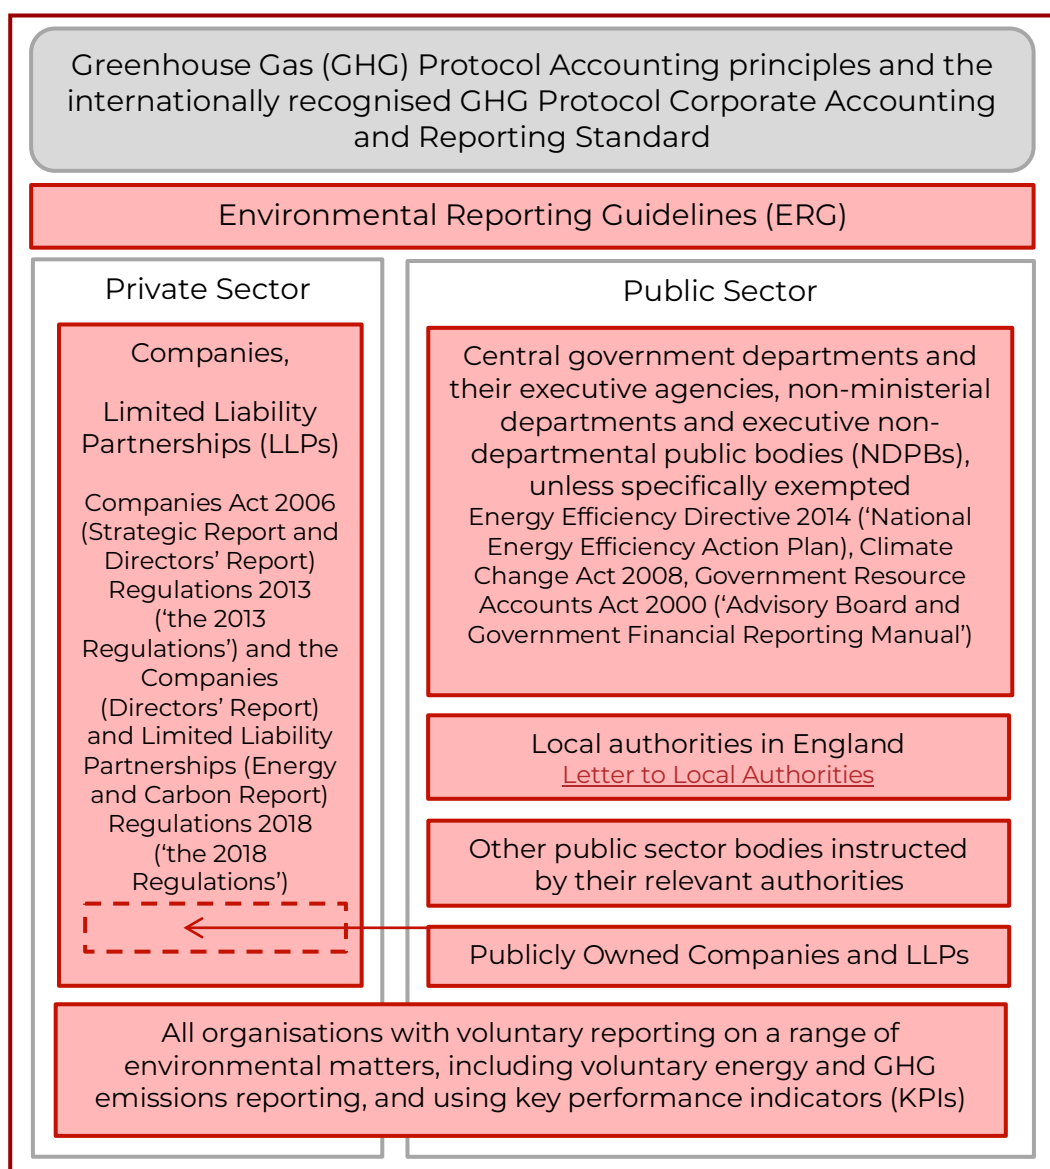 Greenhouse Gas (GHG) Protocol Accounting principles and the
internationally recognised GHG Protocol Corporate Accounting
and Reporting Standard
Environmental Reporting Guidelines (ERG)
Private Sector
Companies,
Limited Liability
Partnerships (LLPs)
Companies Act 2006
(Strategic Report and
Directors’ Report)
Regulations 2013
(‘the 2013
Regulations’) and the
Companies
(Directors’ Report)
and Limited Liability
Partnerships (Energy
and Carbon Report)
Regulations 2018
(‘the 2018
Regulations’)
Public Sector
Central government departments and
their executive agencies, non-ministerial
departments and executive non-
departmental public bodies (NDPBs),
unless specifically exempted
Energy Efficiency Directive 2014 (‘National
Energy Efficiency Action Plan), Climate
Change Act 2008, Government Resource
Accounts Act 2000 (‘Advisory Board and
Government Financial Reporting Manual’)
Local authorities in England
Letter to Local Authorities
Other public sector bodies instructed
by their relevant authorities
Publicly Owned Companies and LLPs
All organisations with voluntary reporting on a range of
environmental matters, including voluntary energy and GHG
emissions reporting, and using key performance indicators (KPIs)